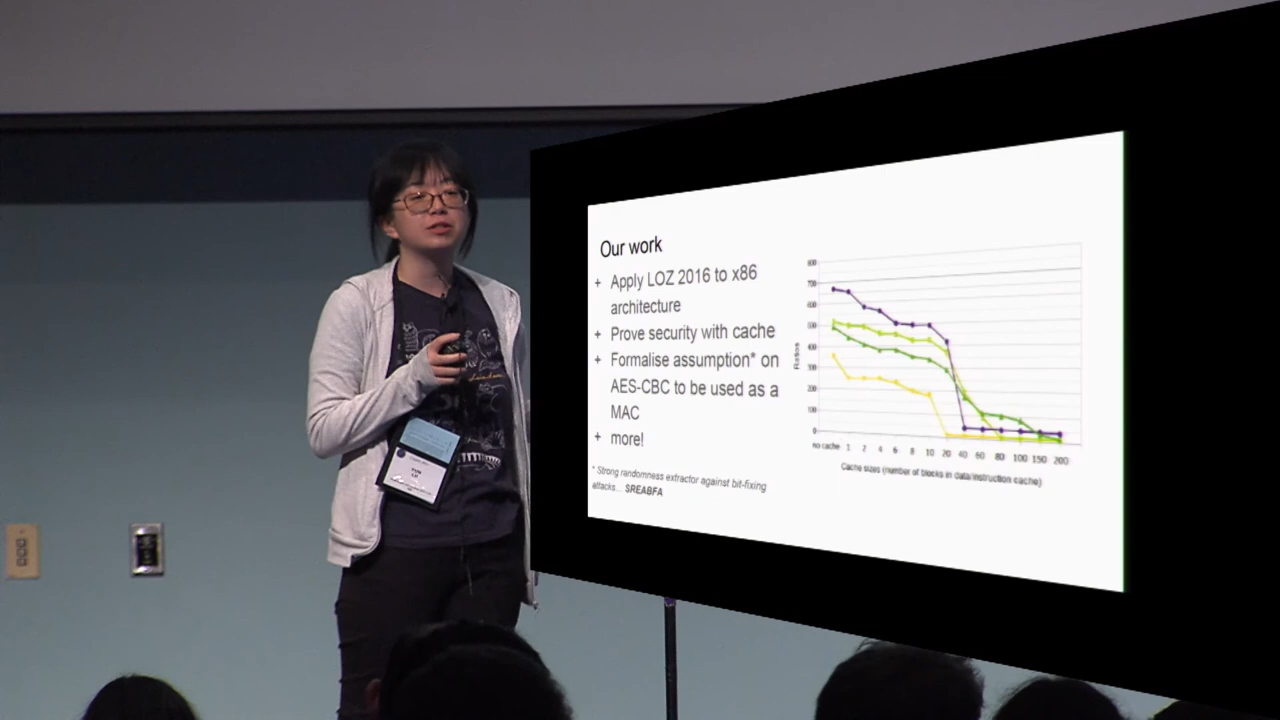 Our work
+ Apply LOZ 2016 to x86
architecture
+ Prove security with cache
+ Formalise assumption* on
AES-CBC to be used as a
MAC
+ more!
* Strong randomness extractor against bit-fixing
attacks... SREABFA
800
700
600
500
400
300
200
100
0
no cache 1 2 4 6 8 10 20 40 60 80 100 150 200
Cache sizes (number of blocks in data/instruction cache)
YUN